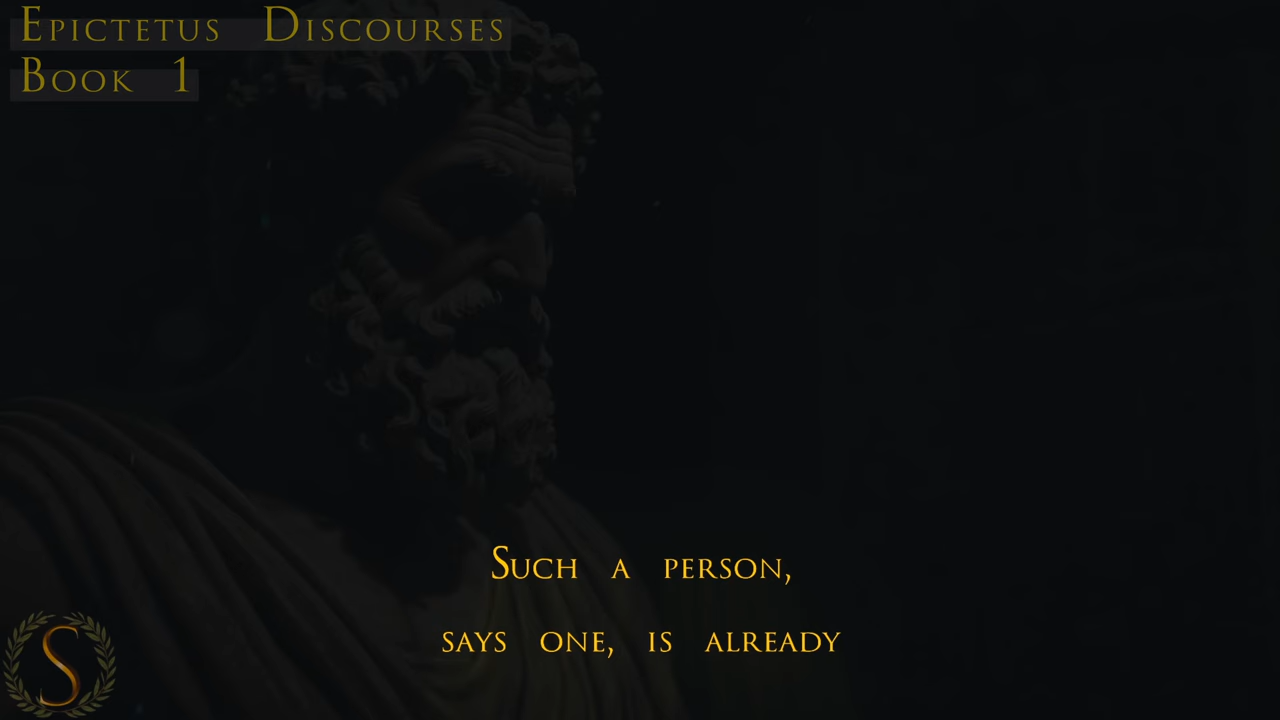 Epictetus Discourses
Book 1
Such a person,
says one, is already
S